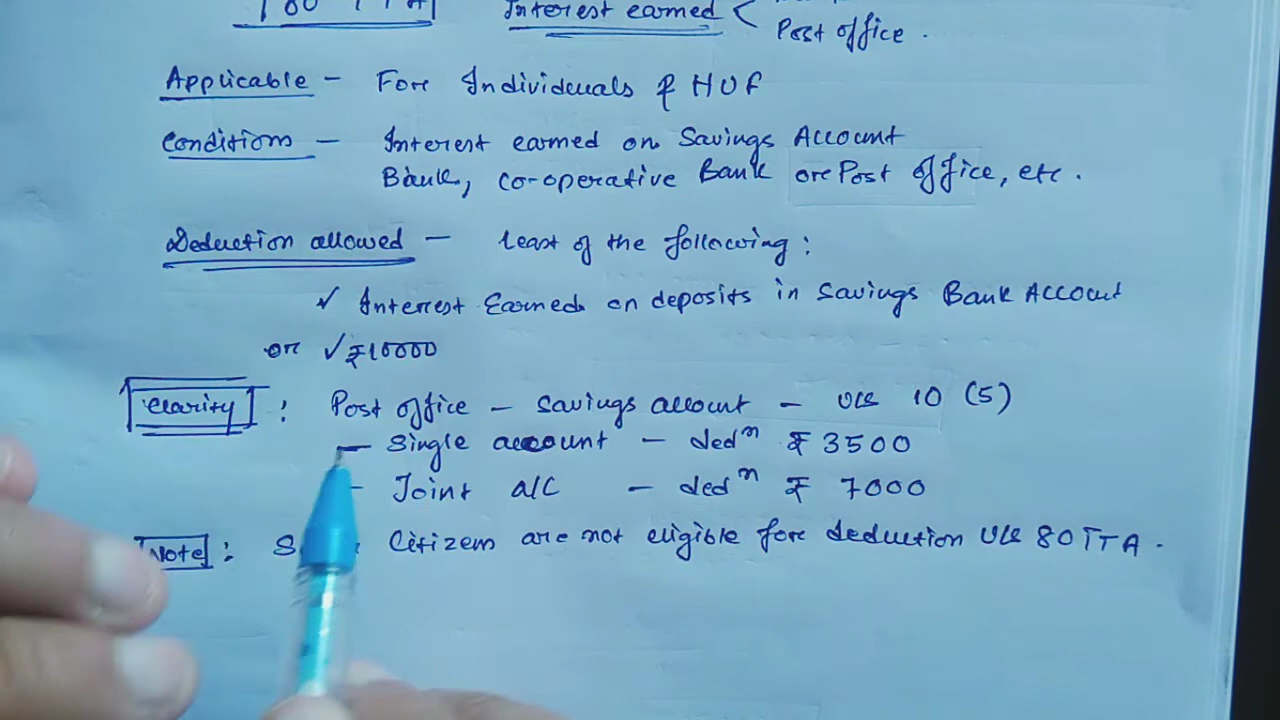 80 TTA Interest earned <
Post office .
Applicable - For Individuals & HUF
Condition - Interest earned on Savings Account
Bank, co-operative Bank or Post office, etc .
Deduction allowed - least of the following :
✓ Interest Earned on deposits in Savings Bank Account
or ✓ ₹10000
Clarity : Post office - Savings account - U/s 10 (5)
- Single account - dedⁿ ₹ 3500
- Joint a/c - dedⁿ ₹ 7000
Note : Citizen are not eligible for deduction U/s 80TTA .